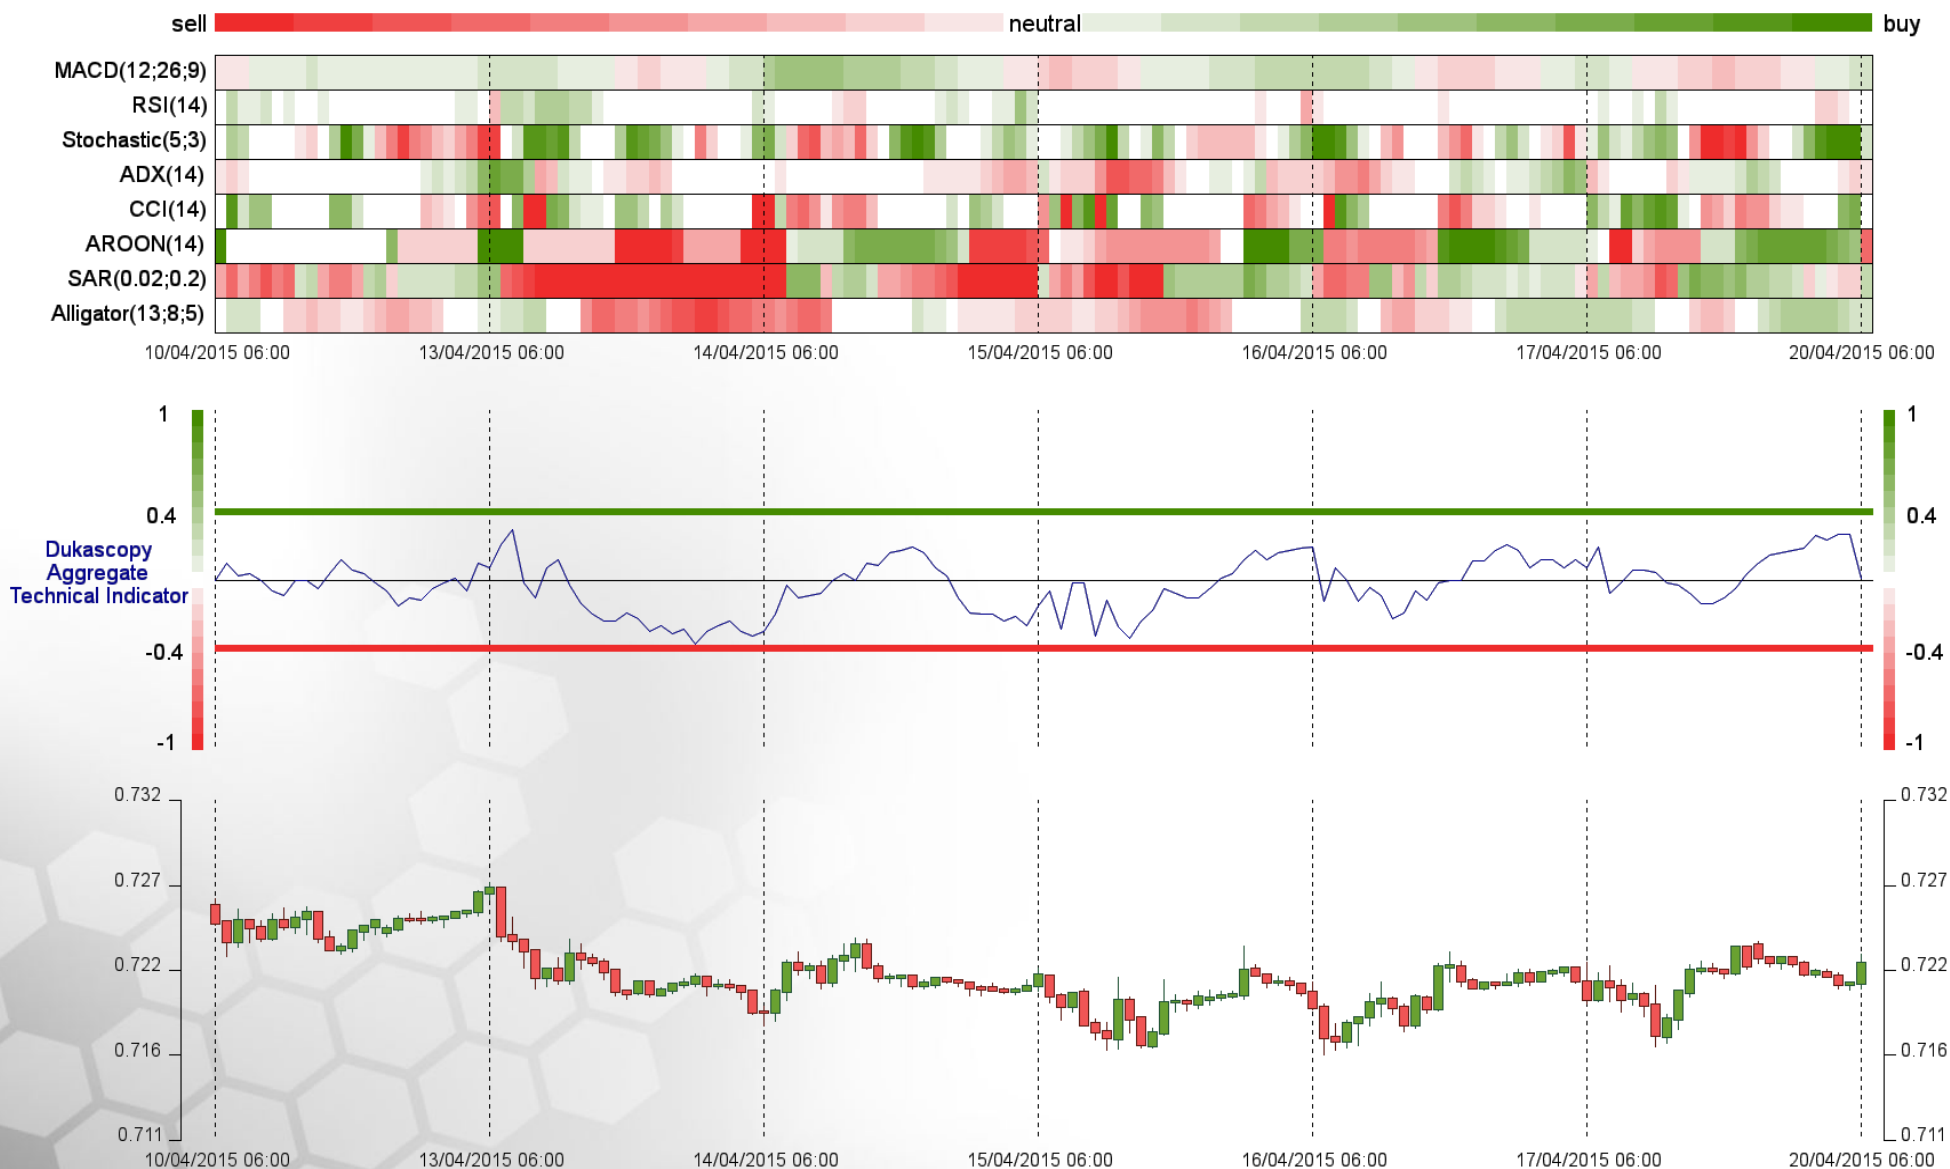 sell neutral buy
MACD(12;26;9)
RSI(14)
Stochastic(5;3)
ADX(14)
CCI(14)
AROON(14)
SAR(0.02;0.2)
Alligator(13;8;5)
10/04/2015 06:00 13/04/2015 06:00 14/04/2015 06:00 15/04/2015 06:00 16/04/2015 06:00 17/04/2015 06:00 20/04/2015 06:00
1 1
0.4 0.4
Dukascopy
Aggregate
Technical Indicator
-0.4 -0.4
-1 -1
0.732 0.732
0.727 0.727
0.722 0.722
0.716 0.716
0.711 0.711
10/04/2015 06:00 13/04/2015 06:00 14/04/2015 06:00 15/04/2015 06:00 16/04/2015 06:00 17/04/2015 06:00 20/04/2015 06:00